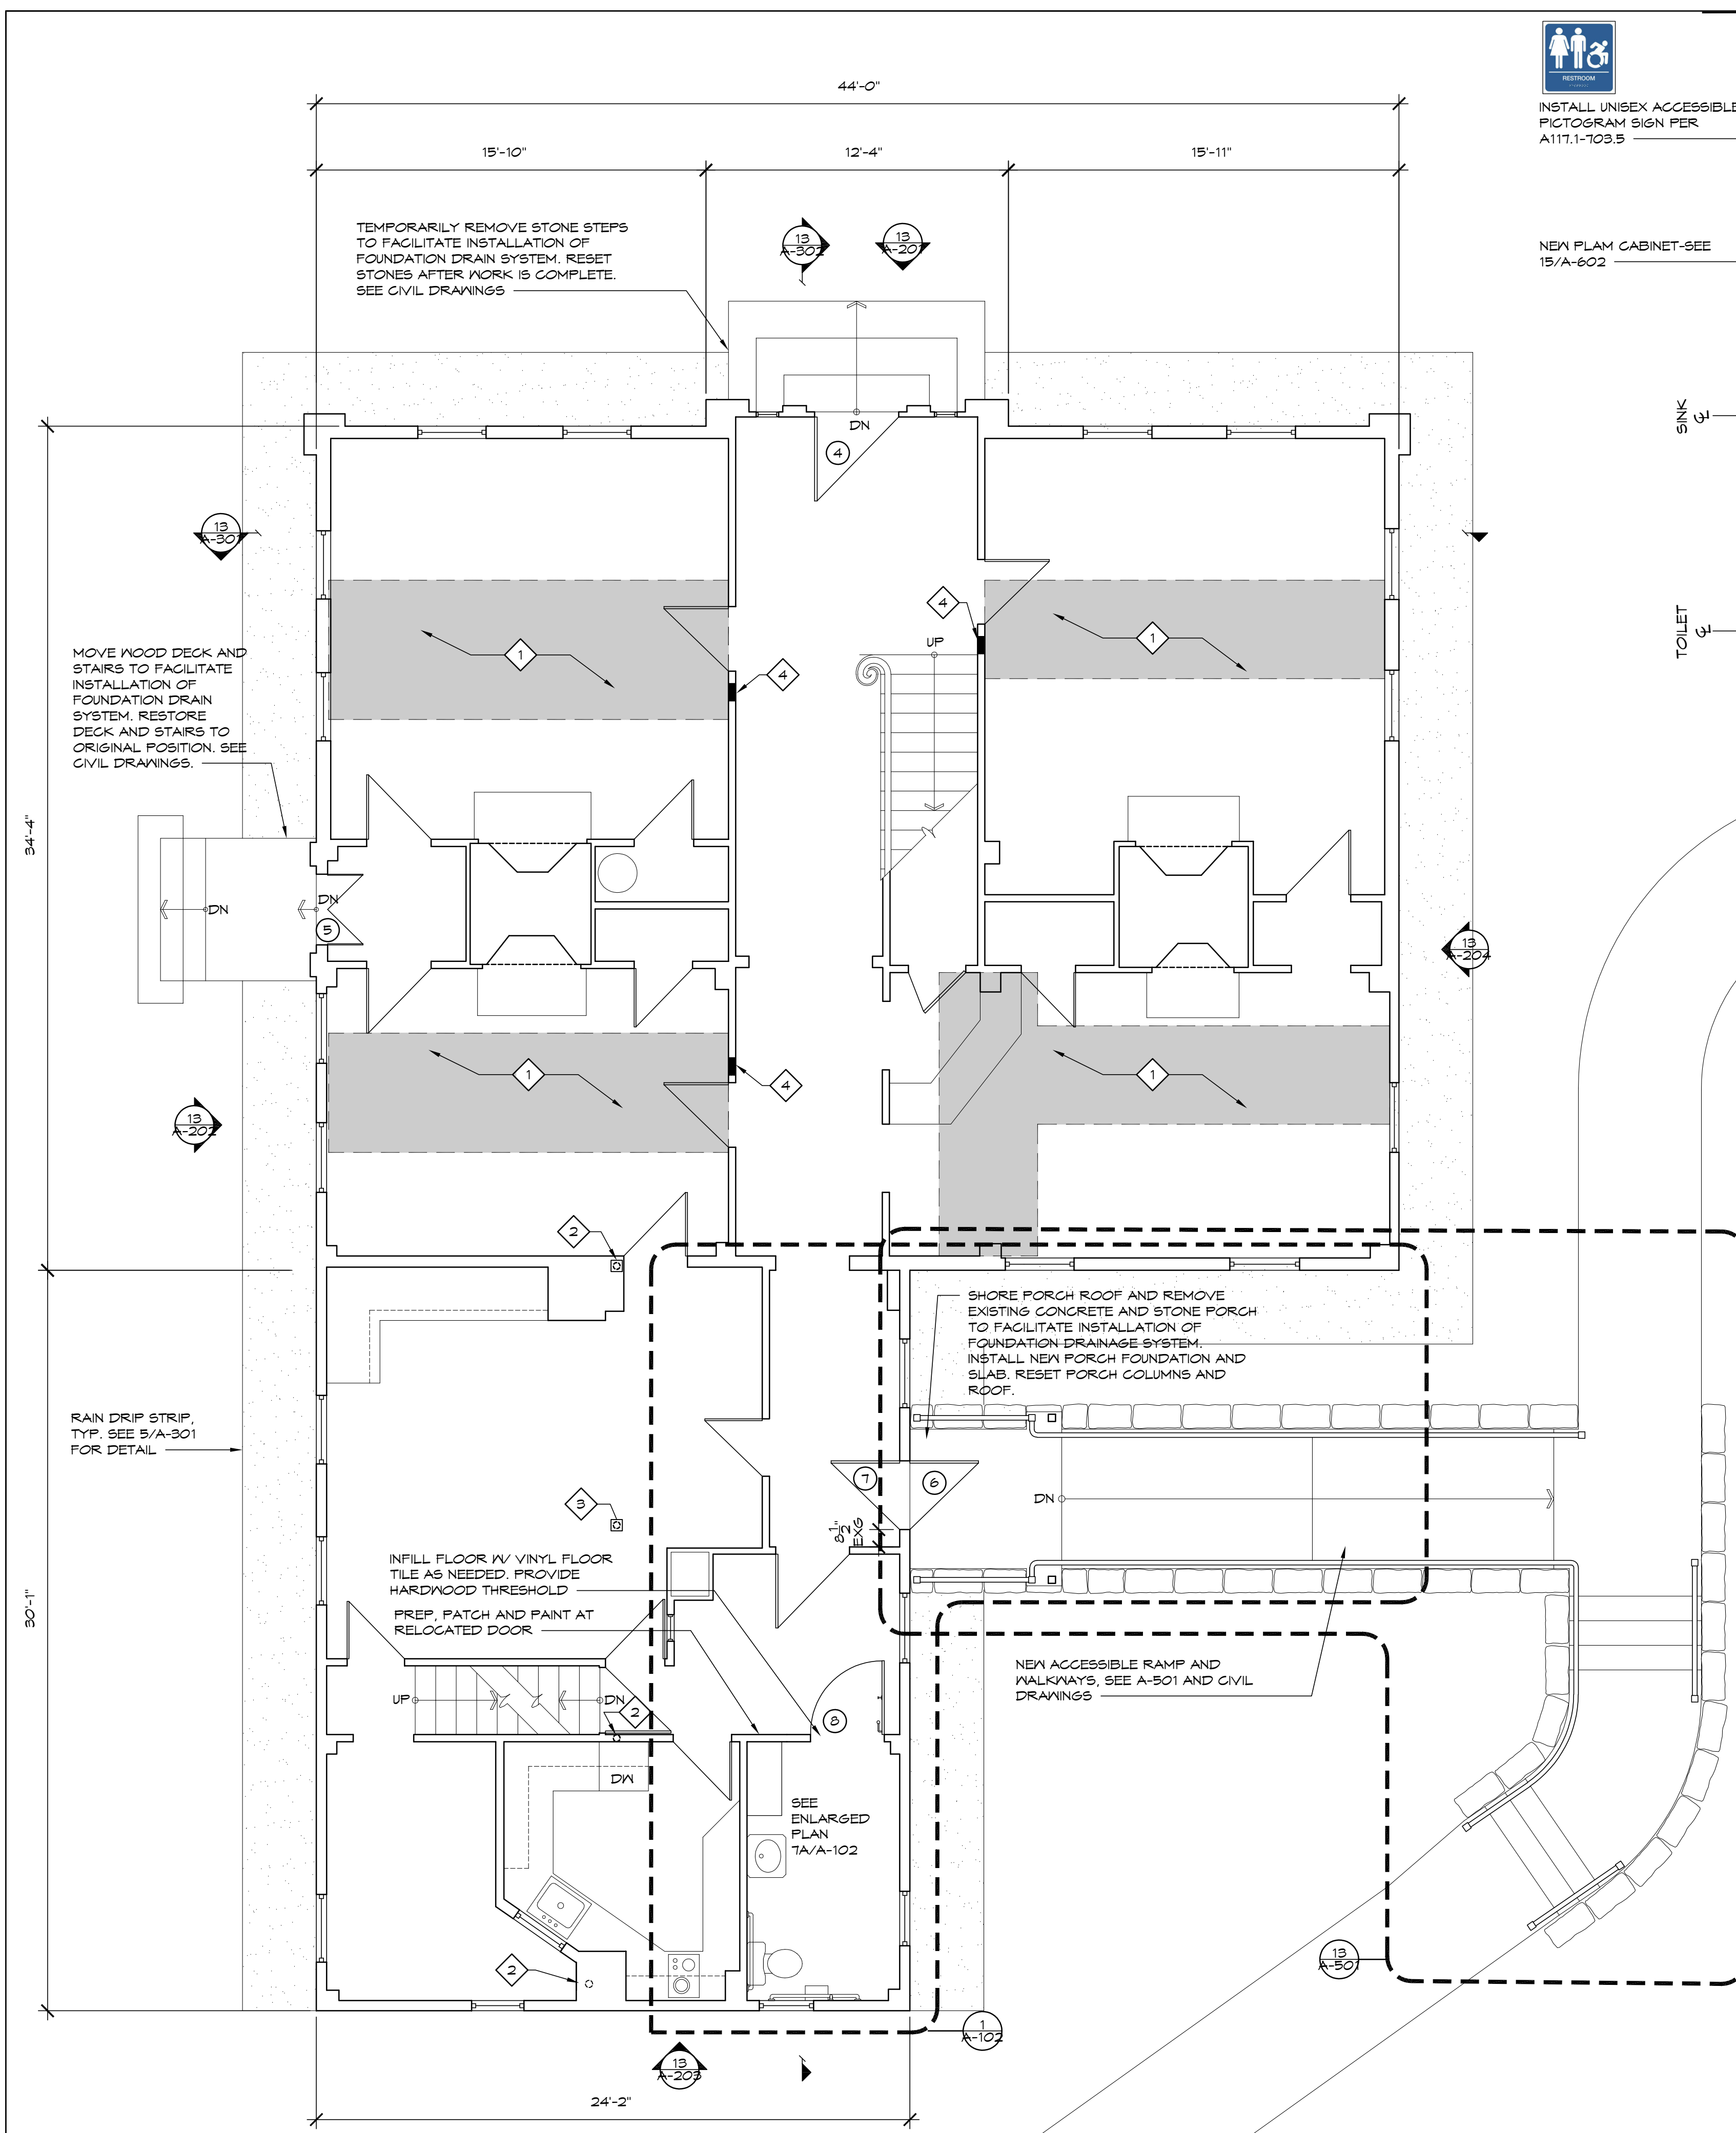 RESTROOM
INSTALL UNISEX ACCESSIBLE
PICTOGRAM SIGN PER
A117.1-703.5
44'-0"
15'-10"
12'-4"
15'-11"
TEMPORARILY REMOVE STONE STEPS
TO FACILITATE INSTALLATION OF
FOUNDATION DRAIN SYSTEM. RESET
STONES AFTER WORK IS COMPLETE.
SEE CIVIL DRAWINGS
13
A-302
13
A-201
NEW PLAM CABINET-SEE
15/A-602
SINK
CL
DN
4
13
A-301
1
4
4
UP
1
TOILET
CL
MOVE WOOD DECK AND
STAIRS TO FACILITATE
INSTALLATION OF
FOUNDATION DRAIN
SYSTEM. RESTORE
DECK AND STAIRS TO
ORIGINAL POSITION. SEE
CIVIL DRAWINGS.
34'-4"
DN
DN
5
13
A-204
1
4
1
13
A-202
2
SHORE PORCH ROOF AND REMOVE
EXISTING CONCRETE AND STONE PORCH
TO FACILITATE INSTALLATION OF
FOUNDATION DRAINAGE SYSTEM.
INSTALL NEW PORCH FOUNDATION AND
SLAB. RESET PORCH COLUMNS AND
ROOF.
RAIN DRIP STRIP,
TYP. SEE 5/A-301
FOR DETAIL
7
6
DN
3
8 1/2"
EXG
INFILL FLOOR W/ VINYL FLOOR
TILE AS NEEDED. PROVIDE
HARDWOOD THRESHOLD
PREP, PATCH AND PAINT AT
RELOCATED DOOR
30'-1"
NEW ACCESSIBLE RAMP AND
WALKWAYS, SEE A-501 AND CIVIL
DRAWINGS
UP
DN
2
8
DW
SEE
ENLARGED
PLAN
7A/A-102
2
13
A-501
1
A-102
13
A-203
24'-2"